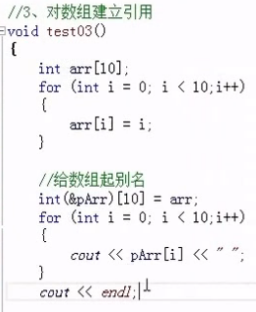 //3、对数组建立引用
void test03()
{
int arr[10];
for (int i = 0; i < 10;i++)
{
arr[i] = i;
}
//给数组起别名
int(&pArr)[10] = arr;
for (int i = 0; i < 10;i++)
{
cout << pArr[i] << " ";
}
cout << endl;